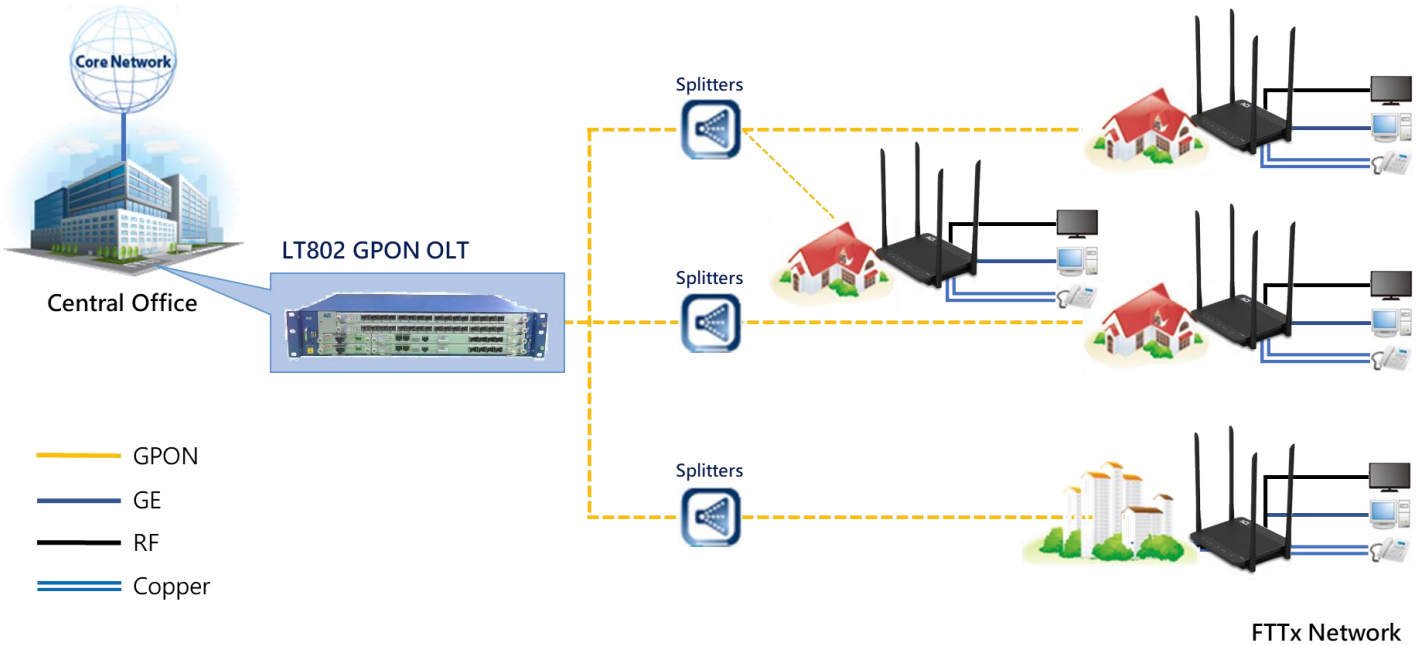 Core Network
Splitters
LT802 GPON OLT
Splitters
Central Office
GPON
Splitters
GE
RF
Copper
FTTx Network